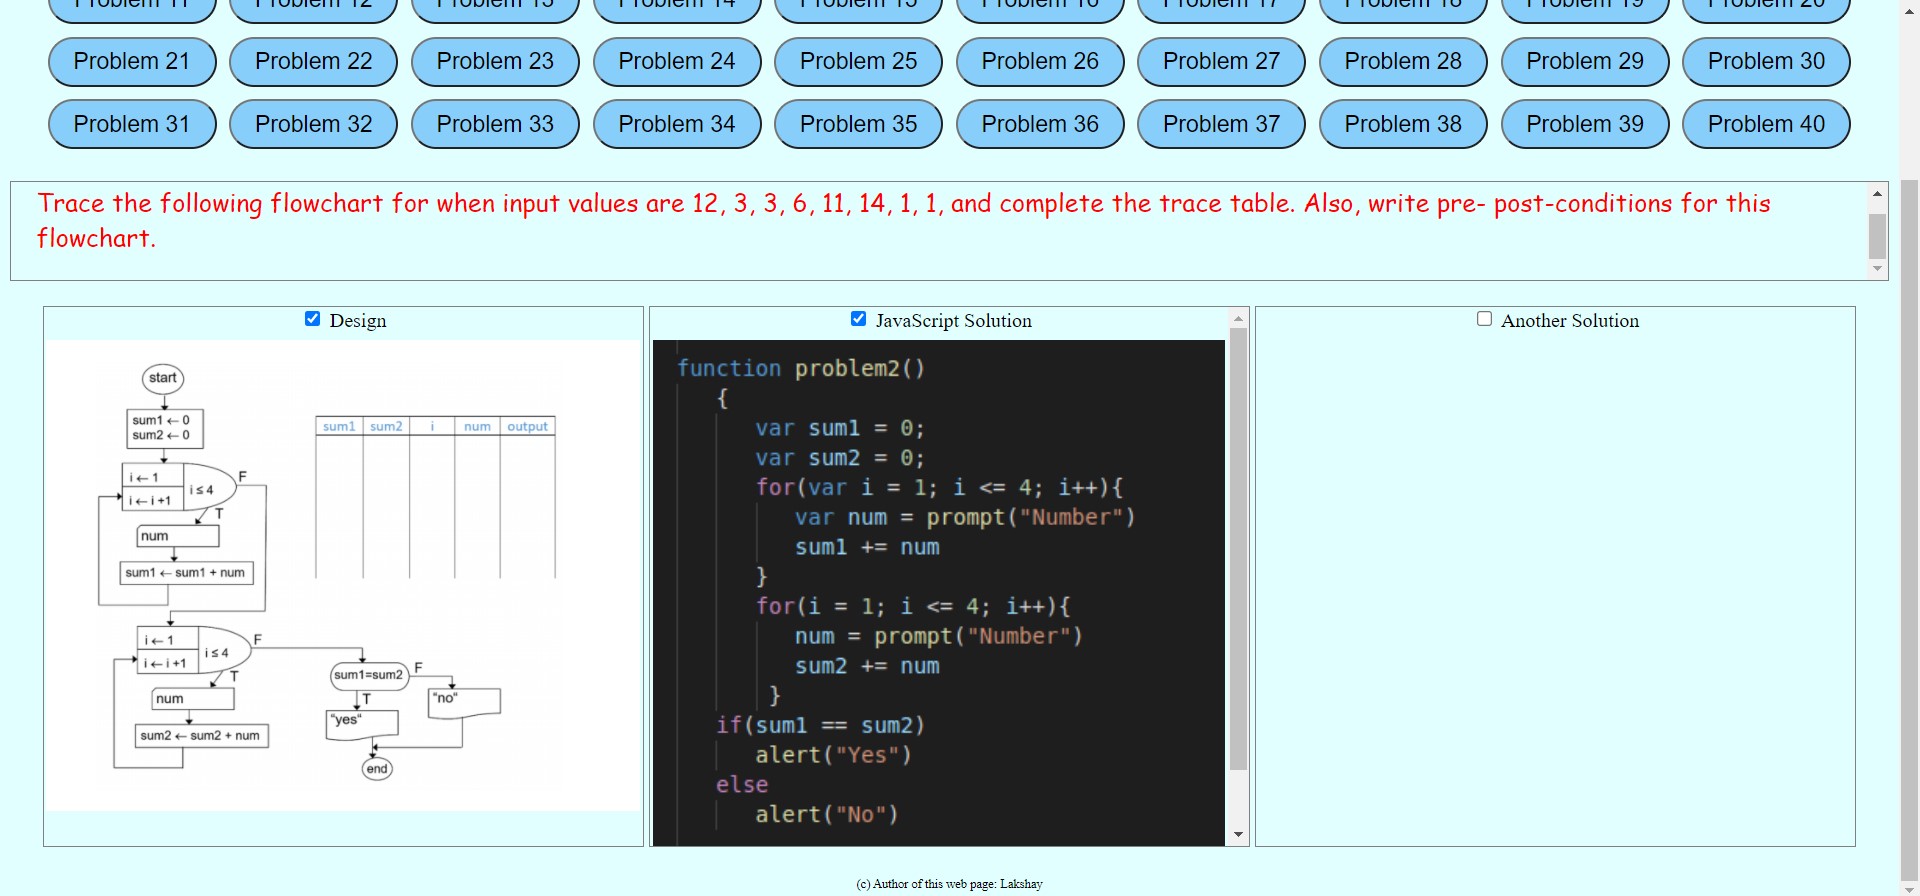 Problem 11 Problem 12 Problem 13 Problem 14 Problem 15 Problem 16 Problem 17 Problem 18 Problem 19 Problem 20
Problem 21 Problem 22 Problem 23 Problem 24 Problem 25 Problem 26 Problem 27 Problem 28 Problem 29 Problem 30
Problem 31 Problem 32 Problem 33 Problem 34 Problem 35 Problem 36 Problem 37 Problem 38 Problem 39 Problem 40
Trace the following flowchart for when input values are 12, 3, 3, 6, 11, 14, 1, 1, and complete the trace table. Also, write pre- post-conditions for this
flowchart.
Design
start
sum1 ← 0
sum2 ← 0
i ← 1
i ← i +1
i ≤ 4
F
T
num
sum1 ← sum1 + num
i ← 1
i ← i +1
i ≤ 4
F
T
num
sum2 ← sum2 + num
sum1=sum2
F
T
"no"
"yes"
end
sum1 sum2 i num output
JavaScript Solution
function problem2()
{
var sum1 = 0;
var sum2 = 0;
for(var i = 1; i <= 4; i++){
var num = prompt("Number")
sum1 += num
}
for(i = 1; i <= 4; i++){
num = prompt("Number")
sum2 += num
}
if(sum1 == sum2)
alert("Yes")
else
alert("No")
Another Solution
(c) Author of this web page: Lakshay